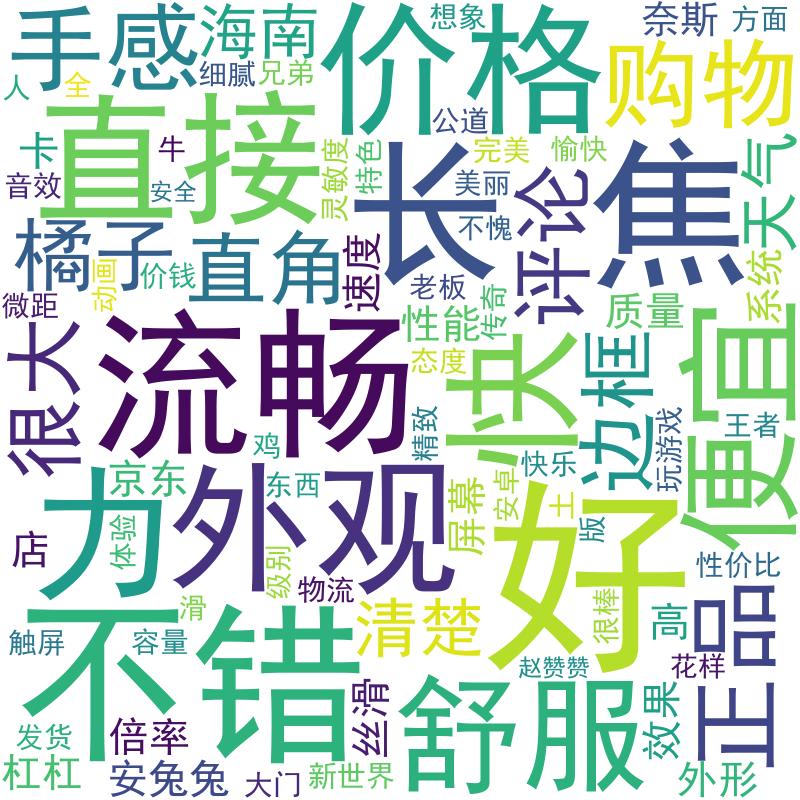 手感
海南
价格
想象
奈斯
方面
人
全
细腻
兄弟
购物
直接
公道
卡
牛
音效
安全
灵敏度
特色
长
完美
愉快
美丽
不愧
评论
焦
天气
橘子
直角
速度
老板
系统
微距
动画
价钱
传奇
质量
很大
流畅
性能
态度
快
边框
便宜
精致
王者
玩游戏
鸡
京东
东西
快乐
力
外观
屏幕
安卓
土
好
店
体验
级别
物流
版
性价比
滑
很棒
高
正品
不错
清楚
触屏
容量
赵赞赞
花样
丝滑
舒服
效果
发货
倍率
杠杠
安兔兔
大门
新世界
外形